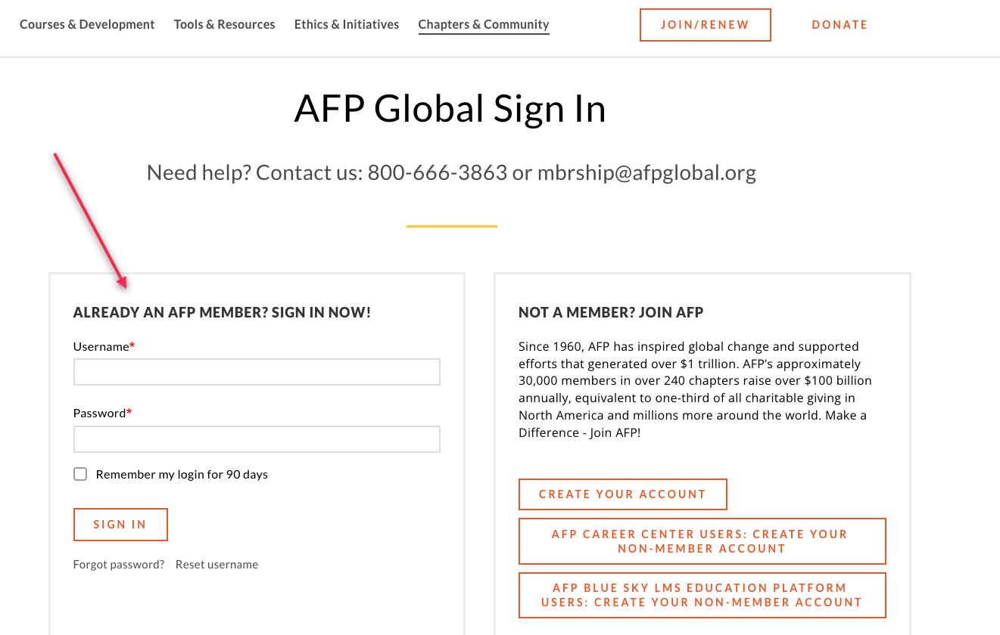 Courses & Development Tools & Resources Ethics & Initiatives Chapters & Community JOIN/RENEW DONATE
AFP Global Sign In
Need help? Contact us: 800-666-3863 or mbrship@afpglobal.org
ALREADY AN AFP MEMBER? SIGN IN NOW!
Username*
Password*
Remember my login for 90 days
SIGN IN
Forgot password? Reset username
NOT A MEMBER? JOIN AFP
Since 1960, AFP has inspired global change and supported
efforts that generated over $1 trillion. AFP’s approximately
30,000 members in over 240 chapters raise over $100 billion
annually, equivalent to one-third of all charitable giving in
North America and millions more around the world. Make a
Difference - Join AFP!
CREATE YOUR ACCOUNT
AFP CAREER CENTER USERS: CREATE YOUR
NON-MEMBER ACCOUNT
AFP BLUE SKY LMS EDUCATION PLATFORM
USERS: CREATE YOUR NON-MEMBER ACCOUNT